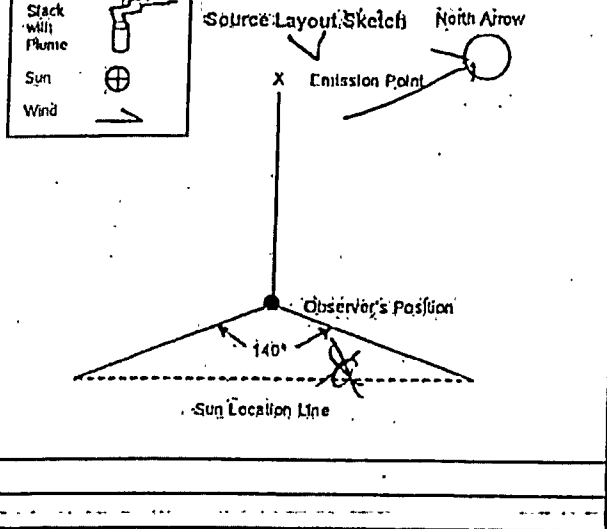 Stack
with
Plume
Sun
Wind
Source Layout Sketch
North Arrow
X Emission Point
Observer's Position
140°
Sun Location Line